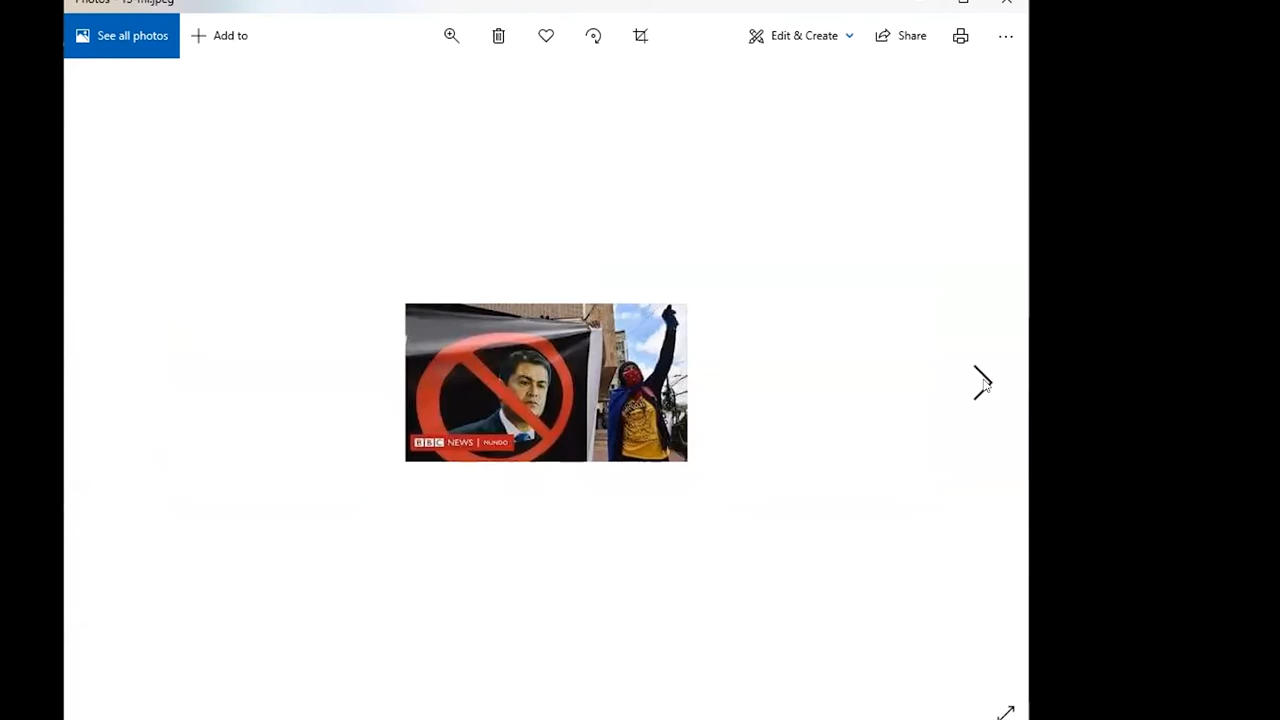 See all photos
Add to
Edit & Create
Share
BBC NEWS | MUNDO